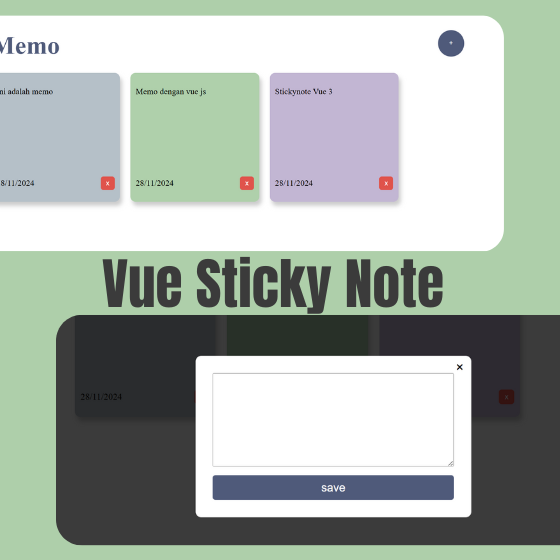 Memo
+
ni adalah memo
Memo dengan vue js
Stickynote Vue 3
8/11/2024
x
28/11/2024
x
28/11/2024
x
Vue Sticky Note
×
28/11/2024
x
save